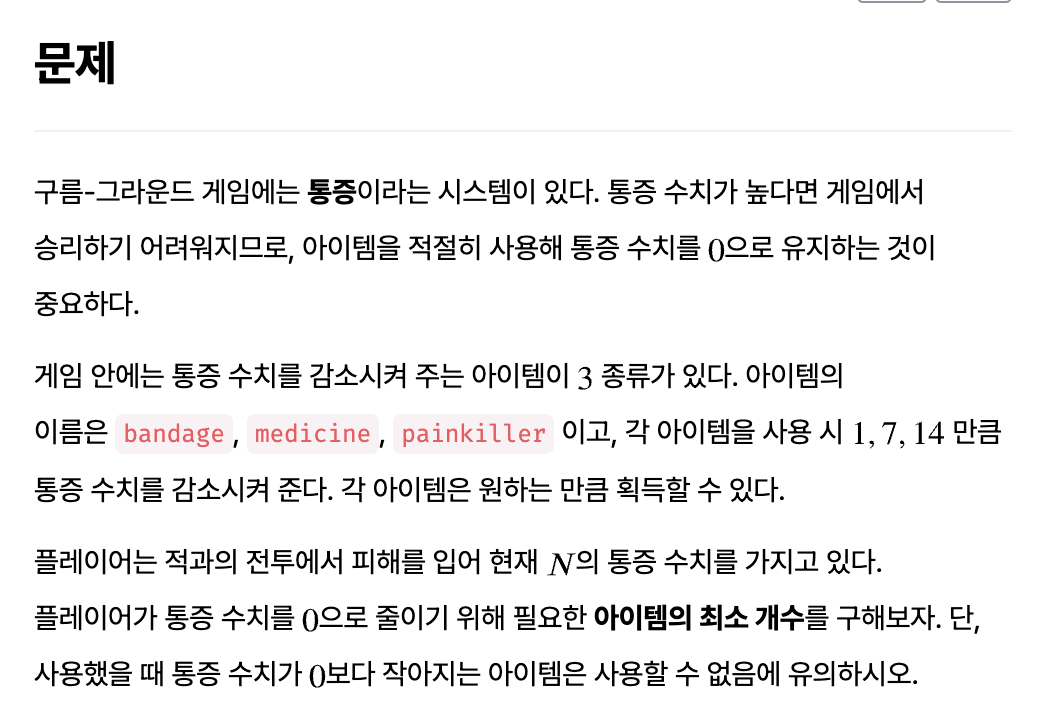 문제
구름-그라운드 게임에는 통증이라는 시스템이 있다. 통증 수치가 높다면 게임에서
승리하기 어려워지므로, 아이템을 적절히 사용해 통증 수치를 0으로 유지하는 것이
중요하다.
게임 안에는 통증 수치를 감소시켜 주는 아이템이 3 종류가 있다. 아이템의
이름은 bandage, medicine, painkiller 이고, 각 아이템을 사용 시 1, 7, 14 만큼
통증 수치를 감소시켜 준다. 각 아이템은 원하는 만큼 획득할 수 있다.
플레이어는 적과의 전투에서 피해를 입어 현재 N의 통증 수치를 가지고 있다.
플레이어가 통증 수치를 0으로 줄이기 위해 필요한 아이템의 최소 개수를 구해보자. 단,
사용했을 때 통증 수치가 0보다 작아지는 아이템은 사용할 수 없음에 유의하시오.